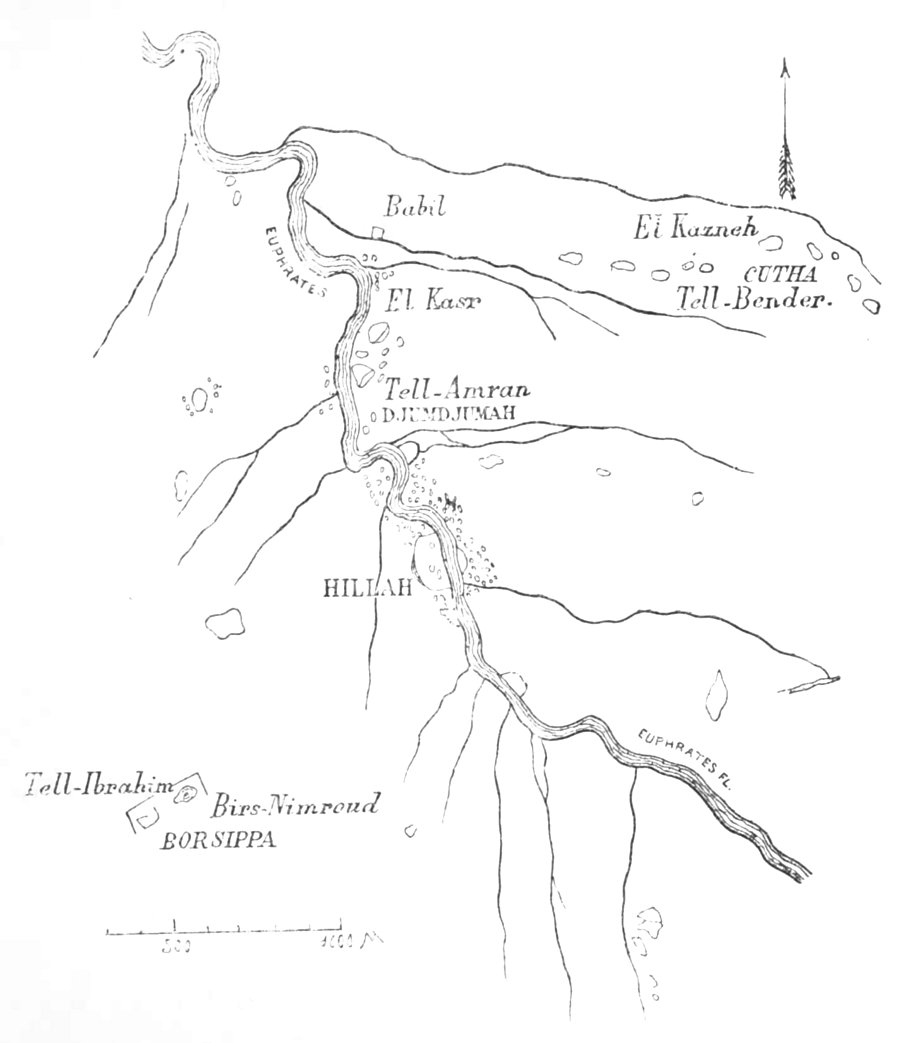 Babil
El Kazneh
EUPHRATES
CUTHA
Tell-Bender.
El Kasr
Tell-Amran
DJUMDJUMAH
HILLAH
EUPHRATES FL.
Tell-Ibrahim
Birs-Nimroud
BORSIPPA
500
1000 M